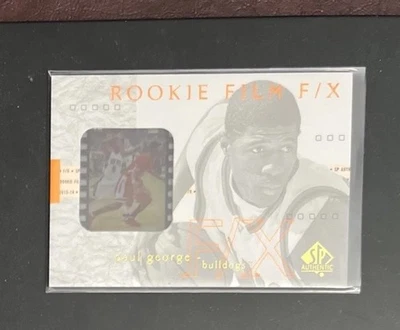 ROOKIE FILM F/X
F/X
paul george -
bulldogs
SP
AUTHENTIC